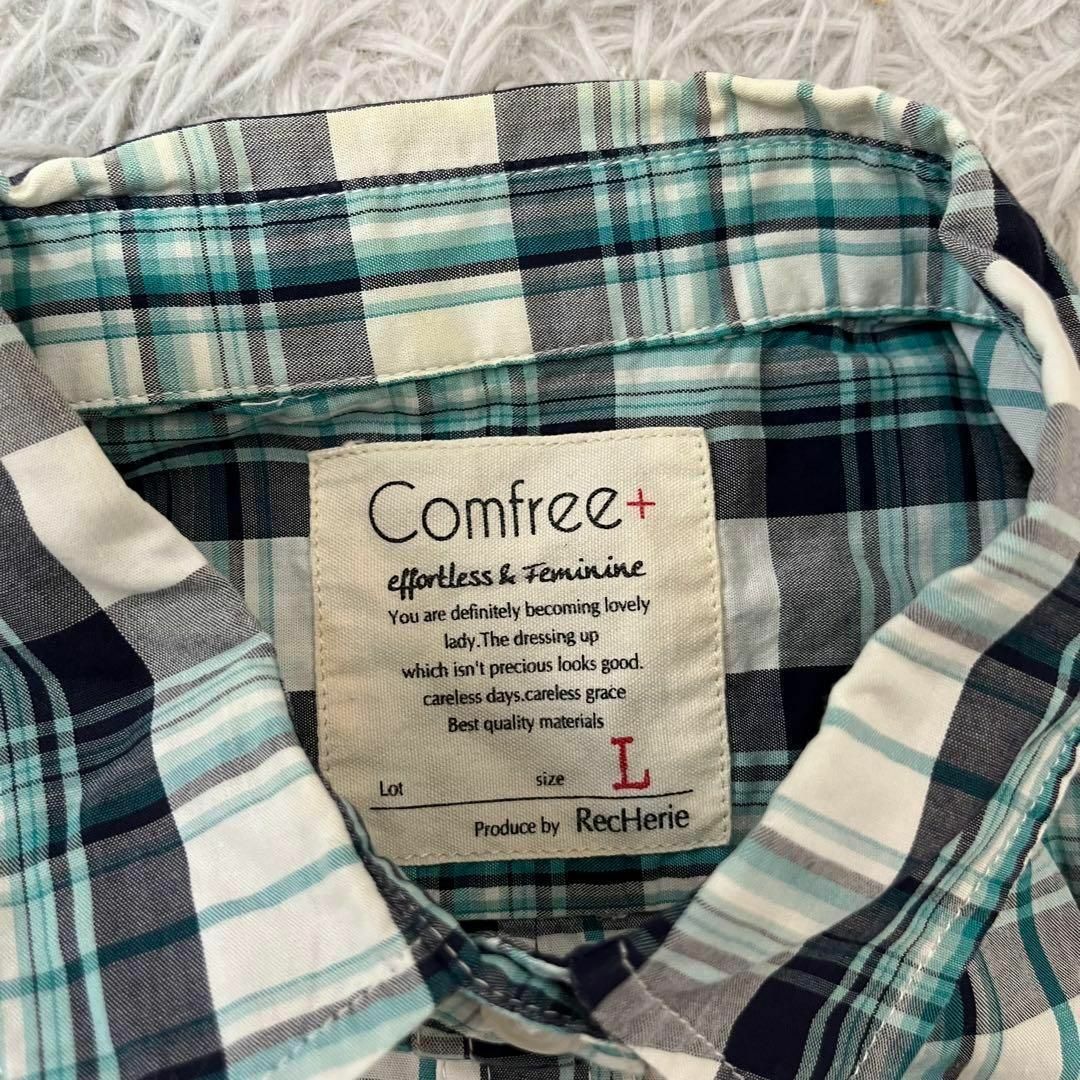 Comfree+
effortless & Feminine
You are definitely becoming lovely
lady.The dressing up
which isn't precious looks good.
careless days.careless grace
Best quality materials
Lot size L
Produce by RecHerie